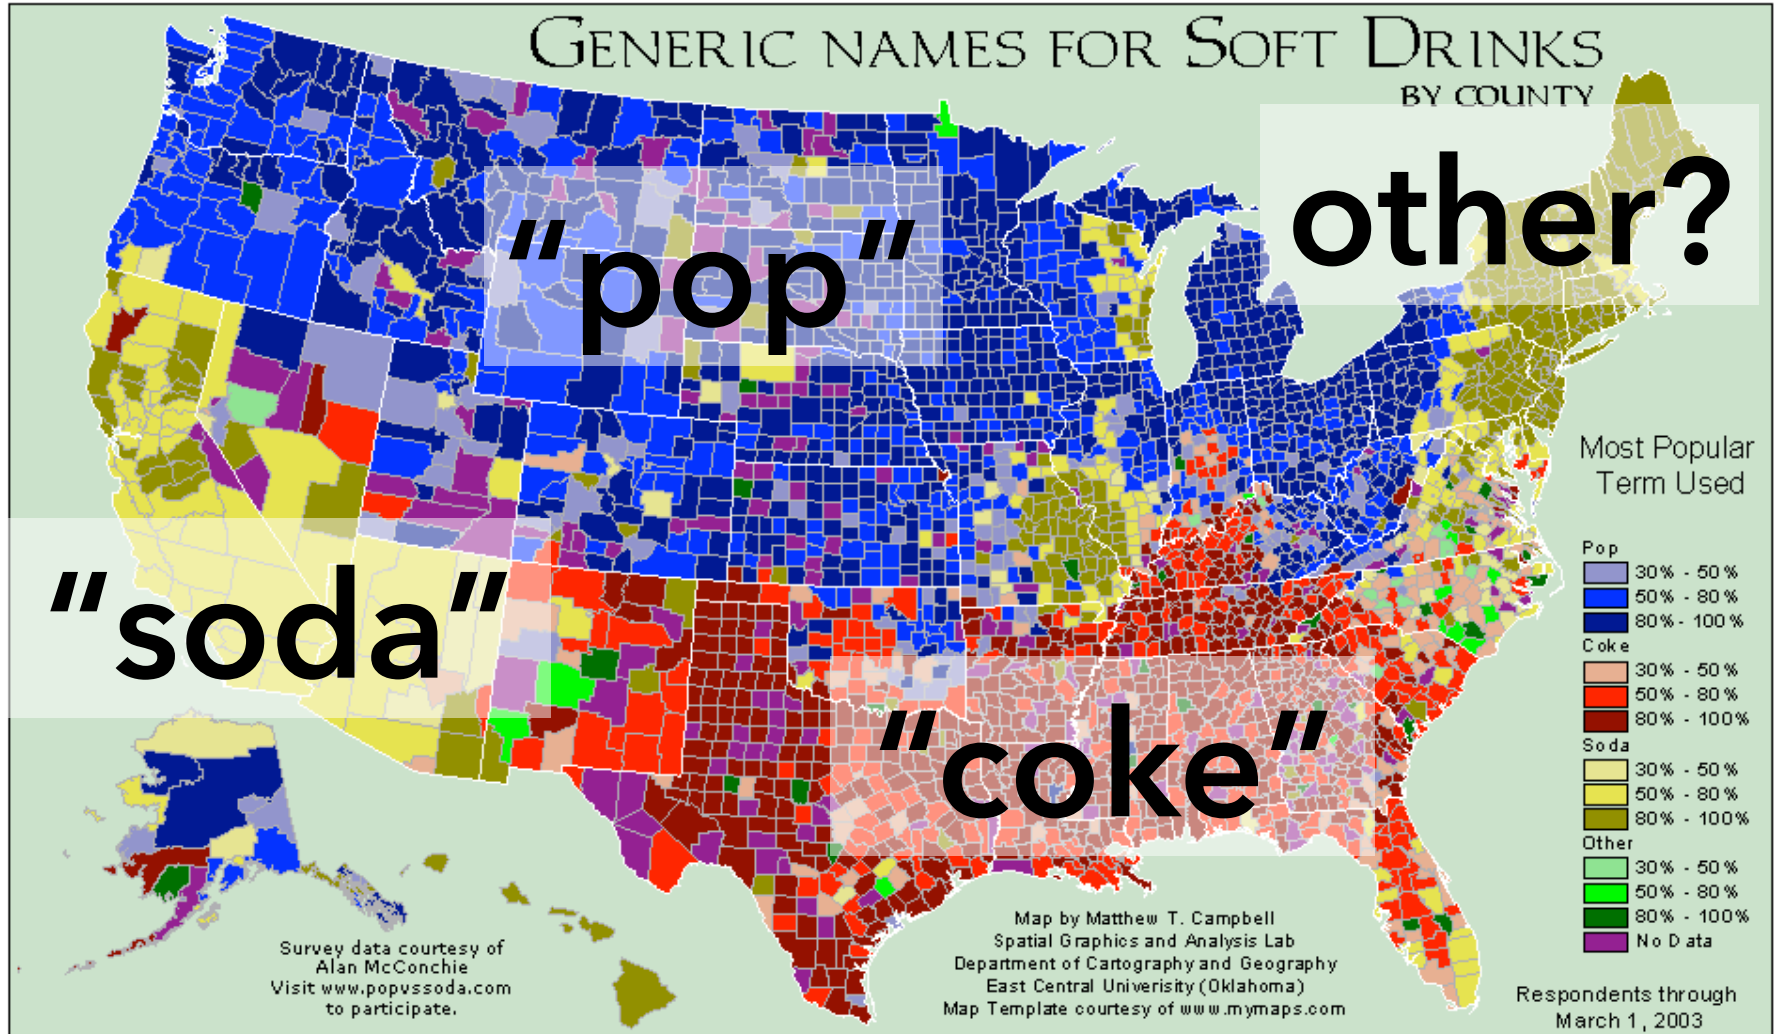 GENERIC NAMES FOR SOFT DRINKS
BY COUNTY
other?
“pop”
“soda”
“coke”
Most Popular
Term Used
Pop
30% - 50%
50% - 80%
80% - 100%
Coke
30% - 50%
50% - 80%
80% - 100%
Soda
30% - 50%
50% - 80%
80% - 100%
Other
30% - 50%
50% - 80%
80% - 100%
No Data
Survey data courtesy of
Alan McConchie
Visit www.popvssoda.com
to participate.
Map by Matthew T. Campbell
Spatial Graphics and Analysis Lab
Department of Cartography and Geography
East Central Univerisity (Oklahoma)
Map Template courtesy of www.mymaps.com
Respondents through
March 1, 2003